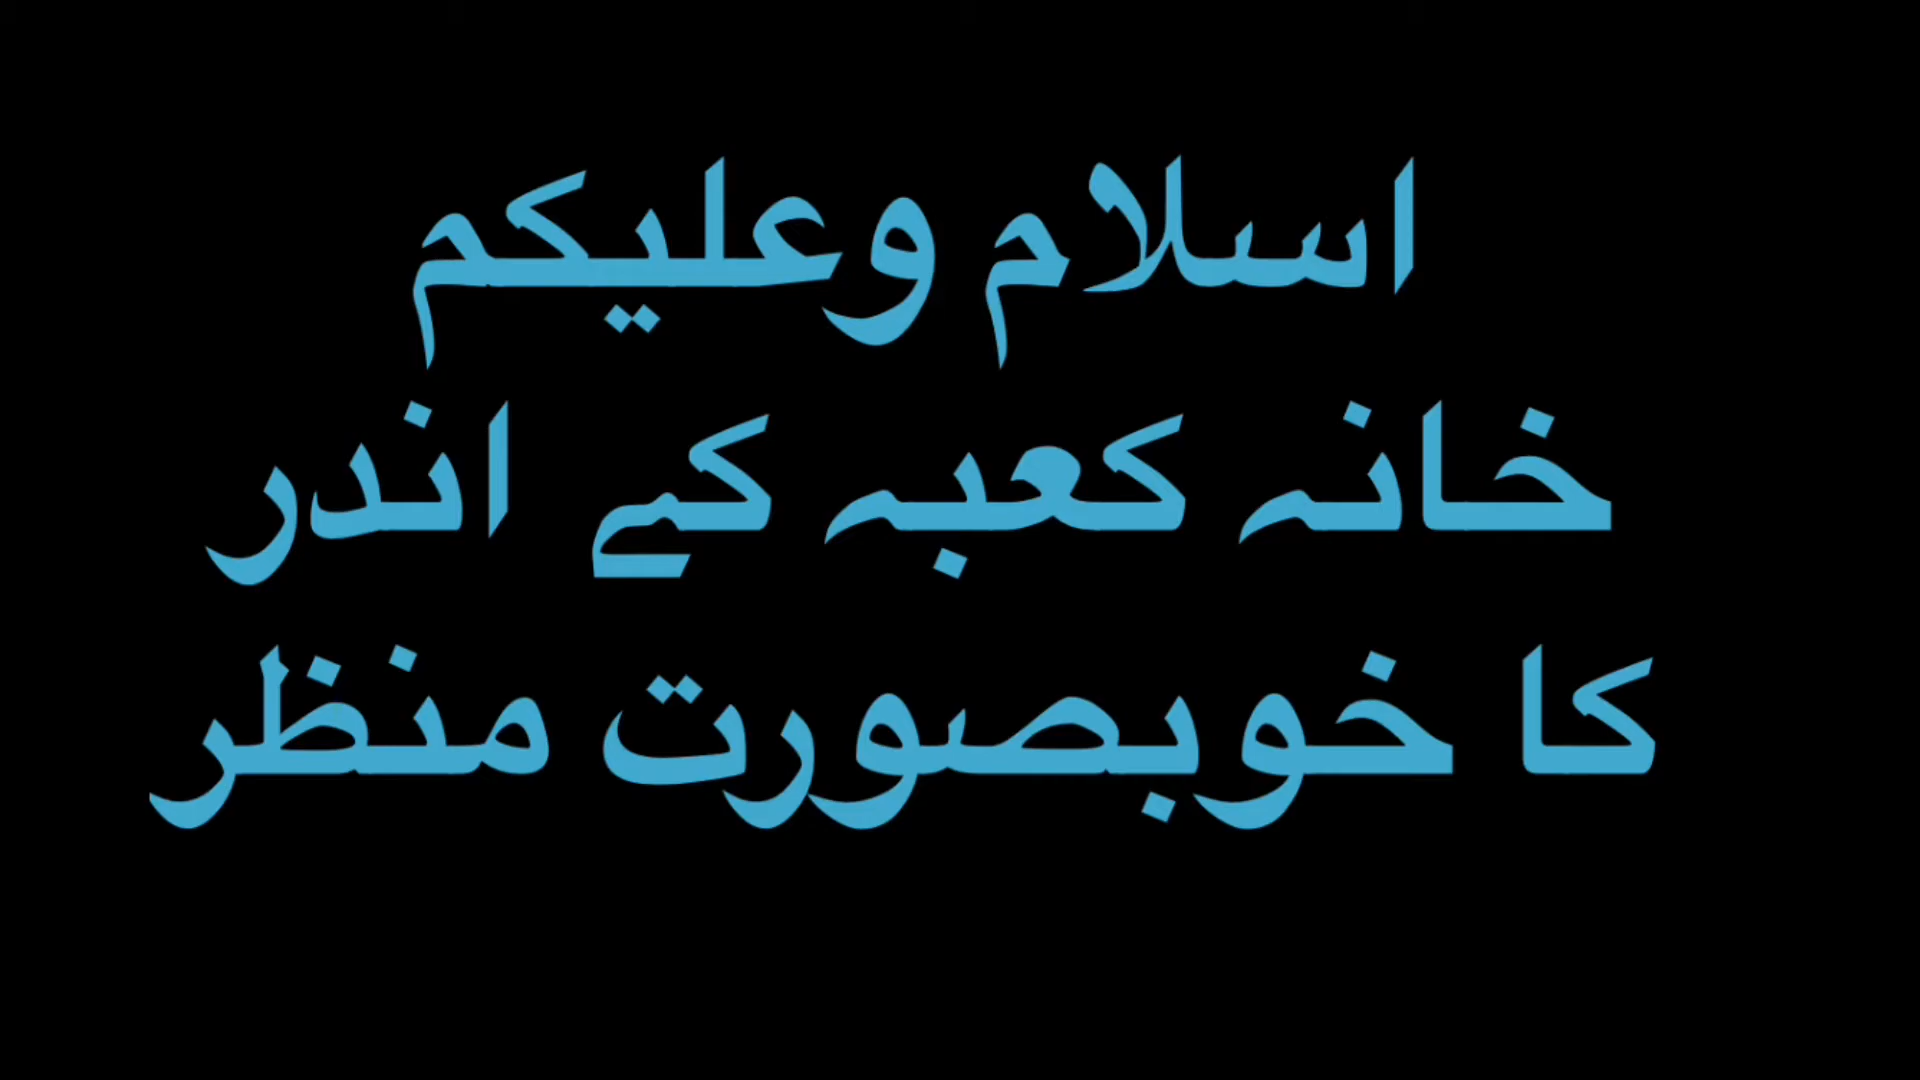 اسلام وعلیکم
خانہ کعبہ کے اندر
کا خوبصورت منظر